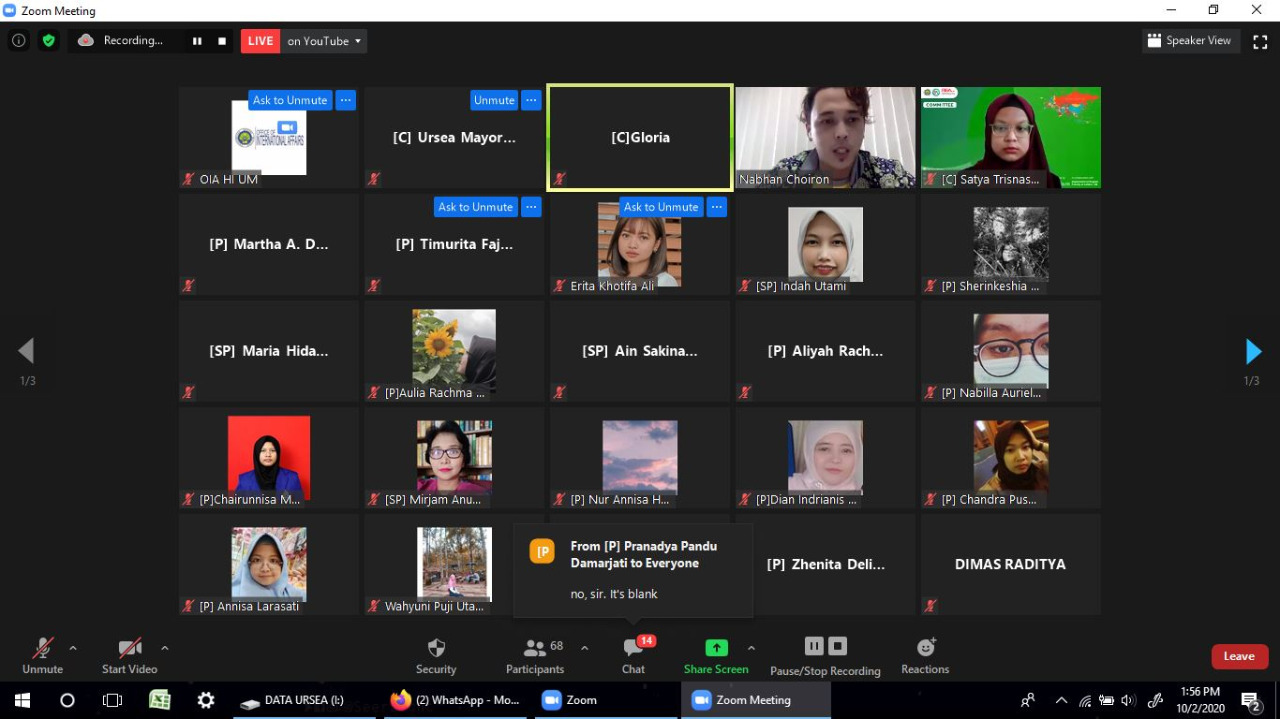 Zoom Meeting
Recording...
LIVE on YouTube
Speaker View
Ask to Unmute
OFFICE OF
INTERNATIONAL AFFAIRS
OIA HI UM
Unmute
[C] Ursea Mayor...
[C]Gloria
Nabhan Choiron
COMMITTEE
[C] Satya Trisnas...
[P] Martha A. D...
Ask to Unmute
[P] Timurita Faj...
Ask to Unmute
Erita Khotifa Ali
[SP] Indah Utami
[P] Sherinkeshia ...
1/3
[SP] Maria Hida...
[P]Aulia Rachma ...
[SP] Ain Sakina...
[P] Aliyah Rach...
[P] Nabilla Auriel...
1/3
[P]Chairunnisa M...
[SP] Mirjam Anu...
[P] Nur Annisa H...
[P]Dian Indrianis ...
[P] Chandra Pus...
[P] Annisa Larasati
Wahyuni Puji Uta...
[P
From [P] Pranadya Pandu
Damarjati to Everyone
no, sir. It's blank
[P] Zhenita Deli...
DIMAS RADITYA
Unmute
Start Video
Security
68
Participants
14
Chat
Share Screen
Pause/Stop Recording
Reactions
Leave
DATA URSEA (I:)
(2) WhatsApp - Mo...
Zoom
Zoom Meeting
1:56 PM
10/2/2020
2